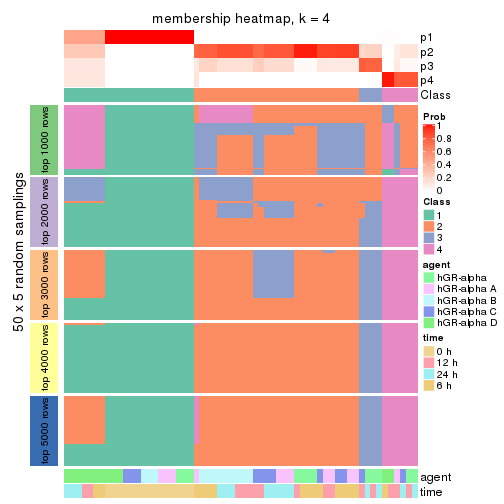 membership heatmap, k = 4
p1
p2
p3
p4
Class
50 x 5 random samplings
top 1000 rows
top 2000 rows
top 3000 rows
top 4000 rows
top 5000 rows
agent
time
Prob
1
0.8
0.6
0.4
0.2
0
Class
1
2
3
4
agent
hGR-alpha
hGR-alpha A
hGR-alpha B
hGR-alpha C
hGR-alpha D
time
0 h
12 h
24 h
6 h